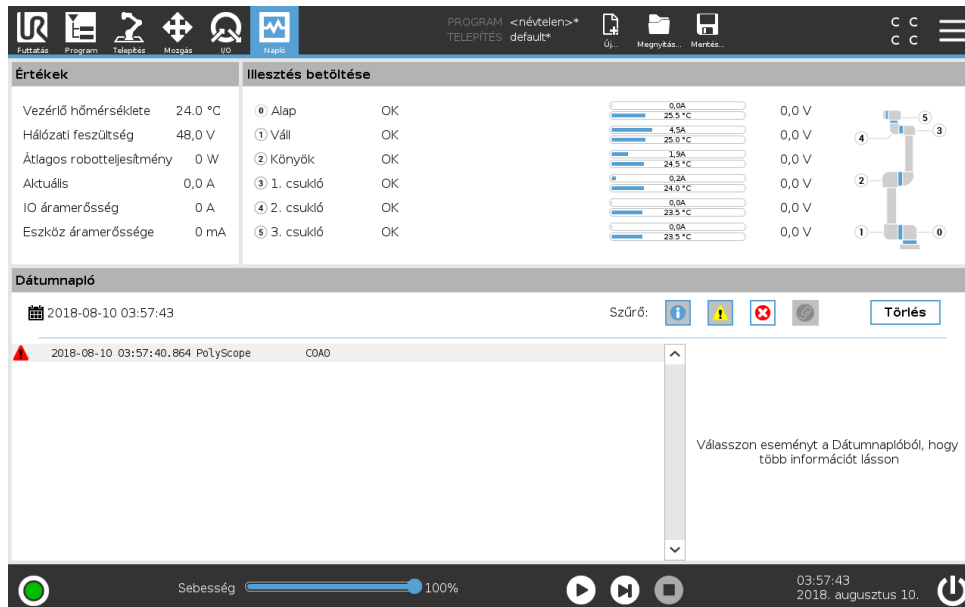 PROGRAM <névtelen>*
TELEPÍTÉS default*
C C
C C
Futtatás Program Telepítés Mozgás I/O Napló Új... Megnyitás... Mentés...
Értékek Illesztés betöltése
Vezérlő hőmérséklete 24.0 °C
Hálózati feszültség 48,0 V
Átlagos robotteljesítmény 0 W
Aktuális 0,0 A
IO áramerősség 0 A
Eszköz áramerőssége 0 mA
0 Alap OK 0,0A 25.5 °C 0,0 V
1 Váll OK 4,5A 25.0 °C 0,0 V
2 Könyök OK 1,9A 24.5 °C 0,0 V
3 1. csukló OK 0,2A 24.0 °C 0,0 V
4 2. csukló OK 0,0A 23.5 °C 0,0 V
5 3. csukló OK 0,0A 23.5 °C 0,0 V
5
4 3
2
1 0
Dátumnapló
2018-08-10 03:57:43 Szűrő: Törlés
2018-08-10 03:57:40.864 PolyScope C0A0
Válasszon eseményt a Dátumnaplóból, hogy
több információt lásson
Sebesség 100%
03:57:43
2018. augusztus 10.